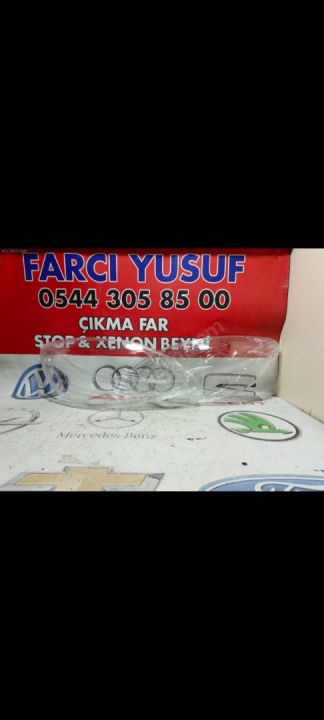 FARCI YUSUF
0544 305 85 00
ÇIKMA FAR
STOP & XENON BEYNİ
Mercedes-Benz